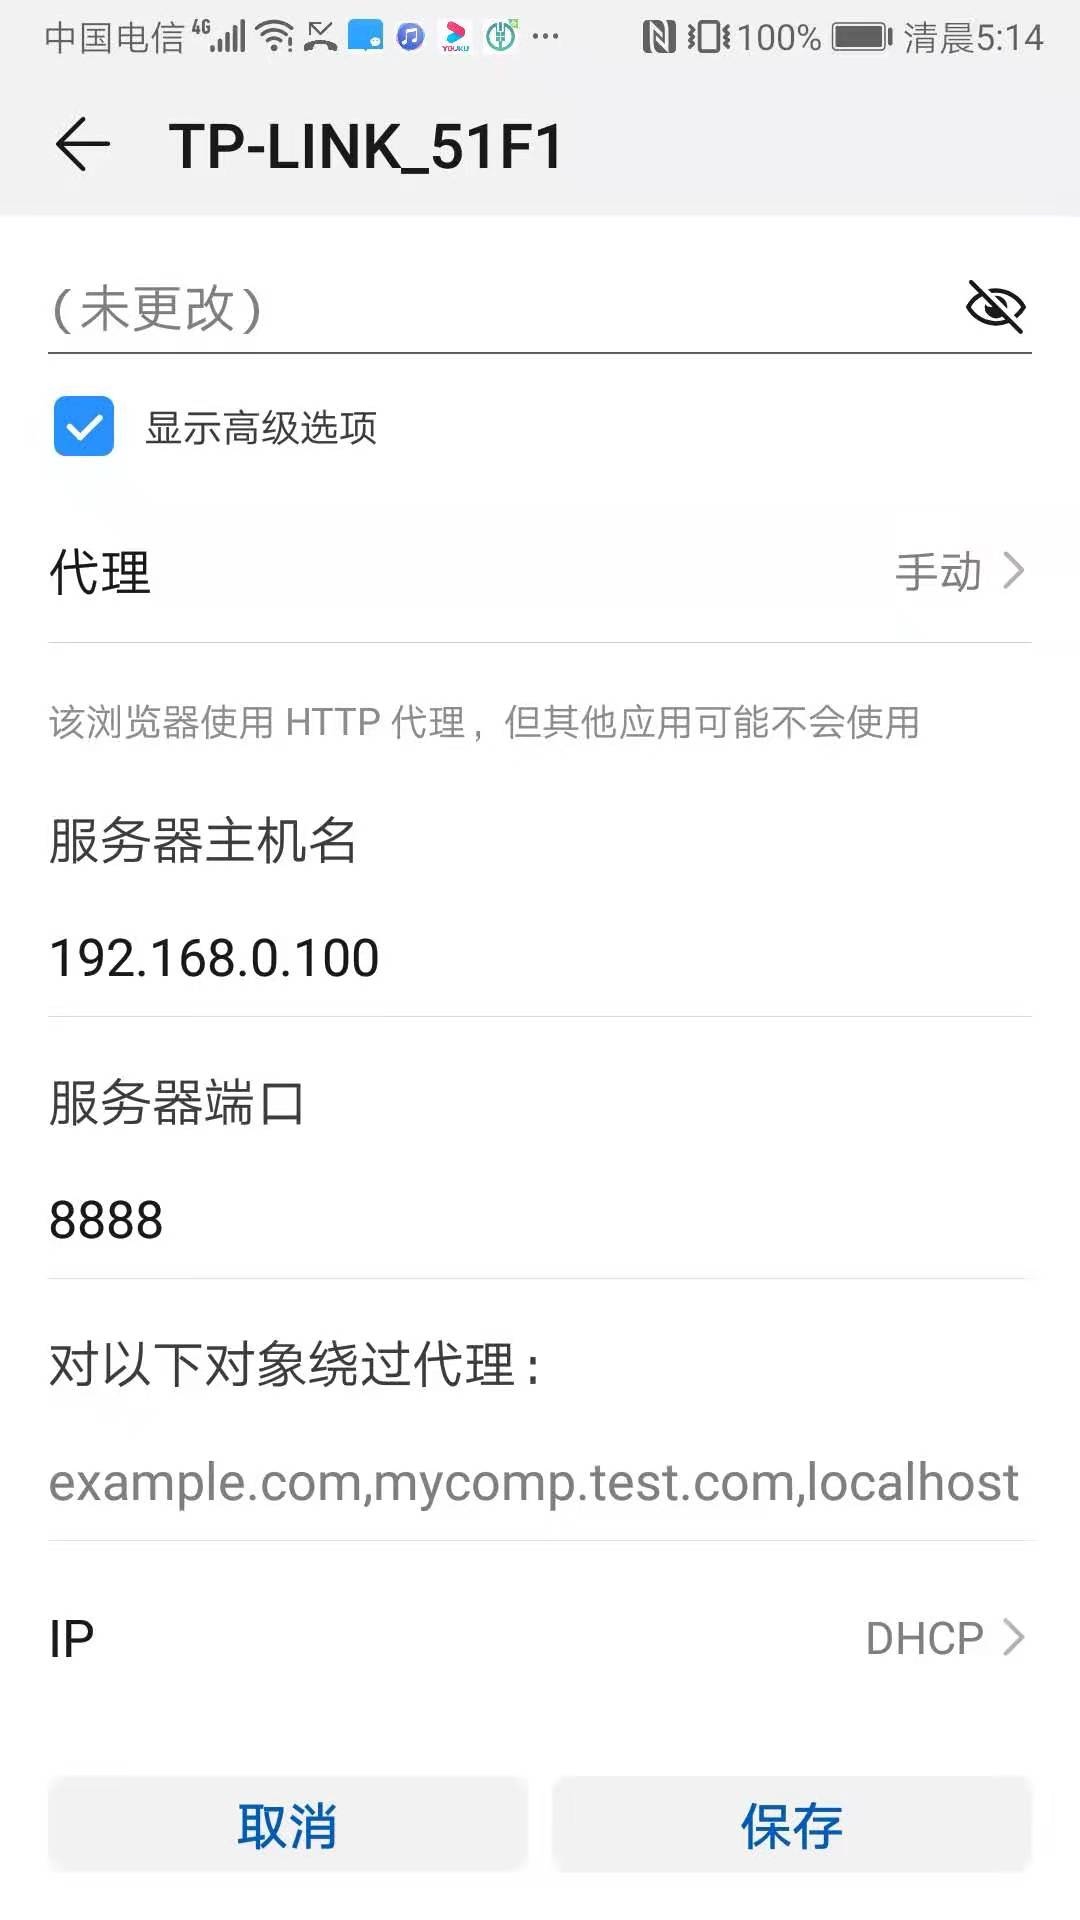 中国电信 4G YOUKU ... 100% 清晨5:14
TP-LINK_51F1
(未更改)
显示高级选项
代理 手动
该浏览器使用 HTTP 代理，但其他应用可能不会使用
服务器主机名
192.168.0.100
服务器端口
8888
对以下对象绕过代理：
example.com,mycomp.test.com,localhost
IP DHCP
取消 保存